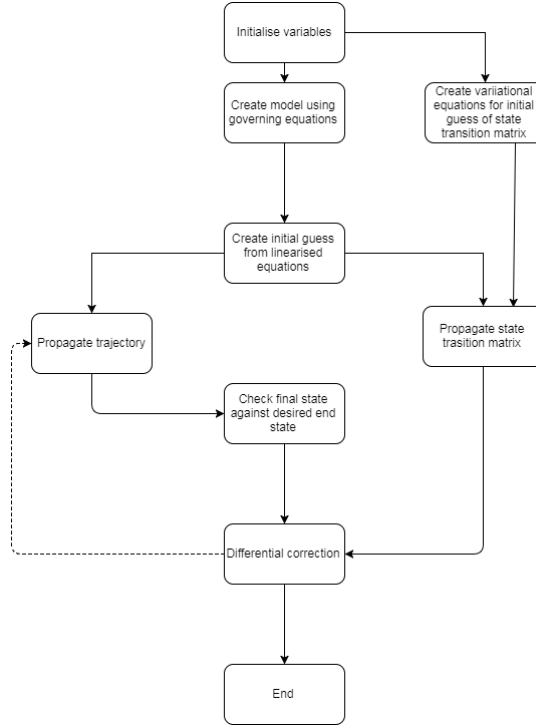 Initialise variables
Create model using
governing equations
Create variiational
equations for initial
guess of state
transition matrix
Create initial guess
from linearised
equations
Propagate trajectory
Propagate state
trasition matrix
Check final state
against desired end
state
Differential correction
End